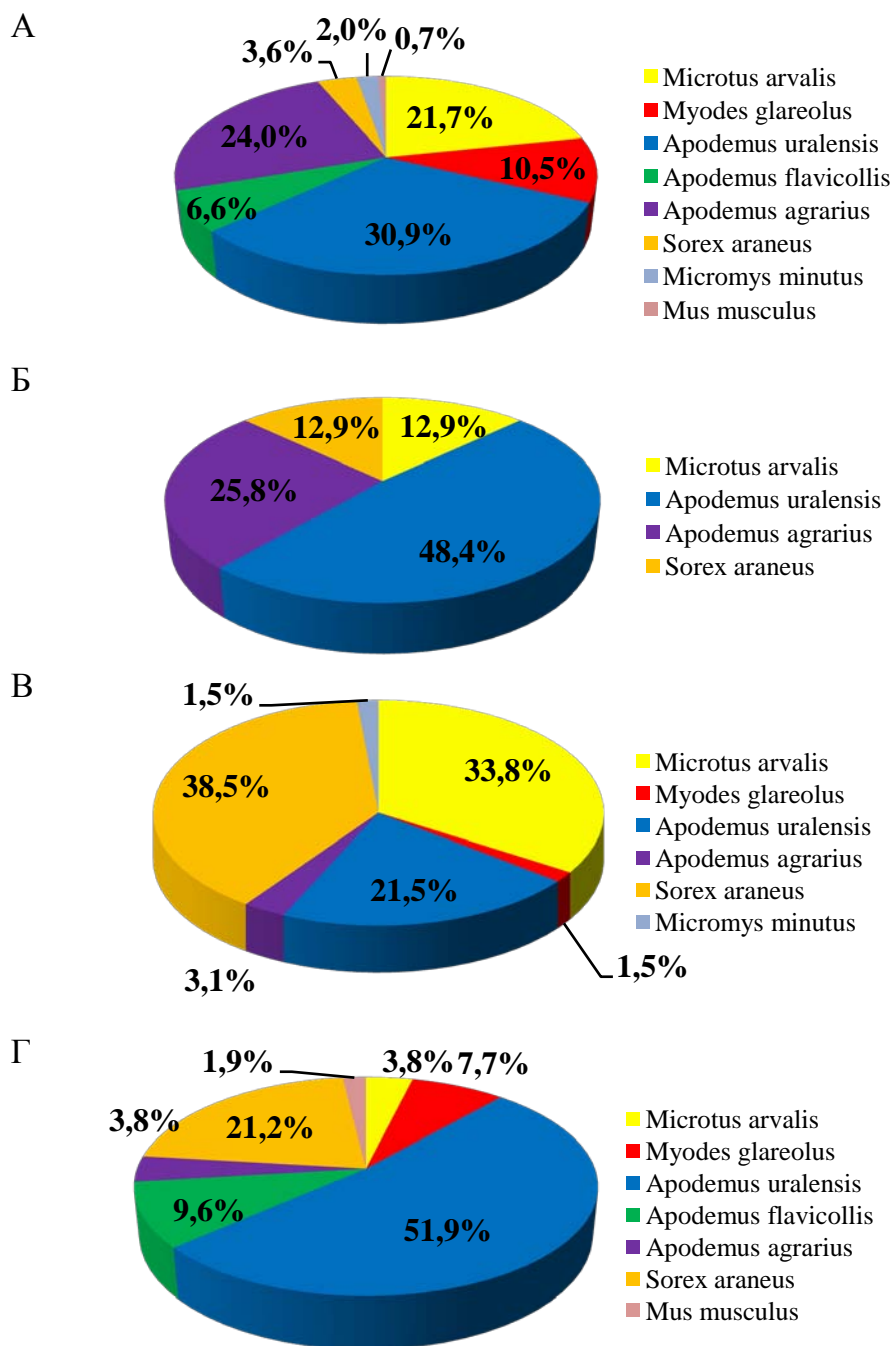 А
3,6%
2,0%
0,7%
21,7%
10,5%
30,9%
6,6%
24,0%
Microtus arvalis
Myodes glareolus
Apodemus uralensis
Apodemus flavicollis
Apodemus agrarius
Sorex araneus
Micromys minutus
Mus musculus
Б
12,9%
12,9%
25,8%
48,4%
Microtus arvalis
Apodemus uralensis
Apodemus agrarius
Sorex araneus
В
1,5%
33,8%
38,5%
21,5%
3,1%
1,5%
Microtus arvalis
Myodes glareolus
Apodemus uralensis
Apodemus agrarius
Sorex araneus
Micromys minutus
Г
1,9%
3,8%
7,7%
3,8%
21,2%
9,6%
51,9%
Microtus arvalis
Myodes glareolus
Apodemus uralensis
Apodemus flavicollis
Apodemus agrarius
Sorex araneus
Mus musculus